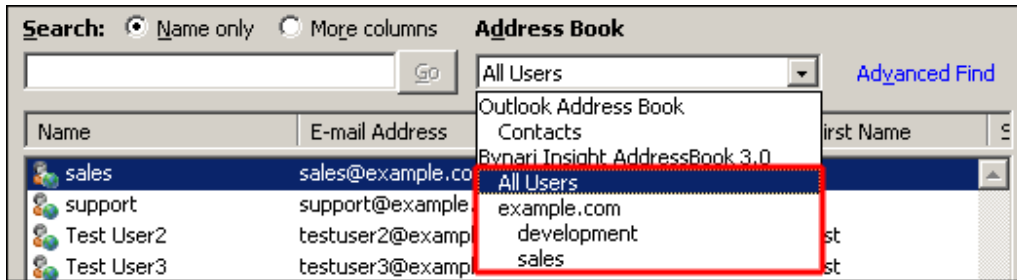 Search: Name only More columns Address Book
Go All Users Advanced Find
Outlook Address Book
Contacts
Bynari Insight AddressBook 3.0
All Users
example.com
development
sales
Name E-mail Address irst Name
sales sales@example.co
support support@example.
Test User2 testuser2@exampl st
Test User3 testuser3@exampl st